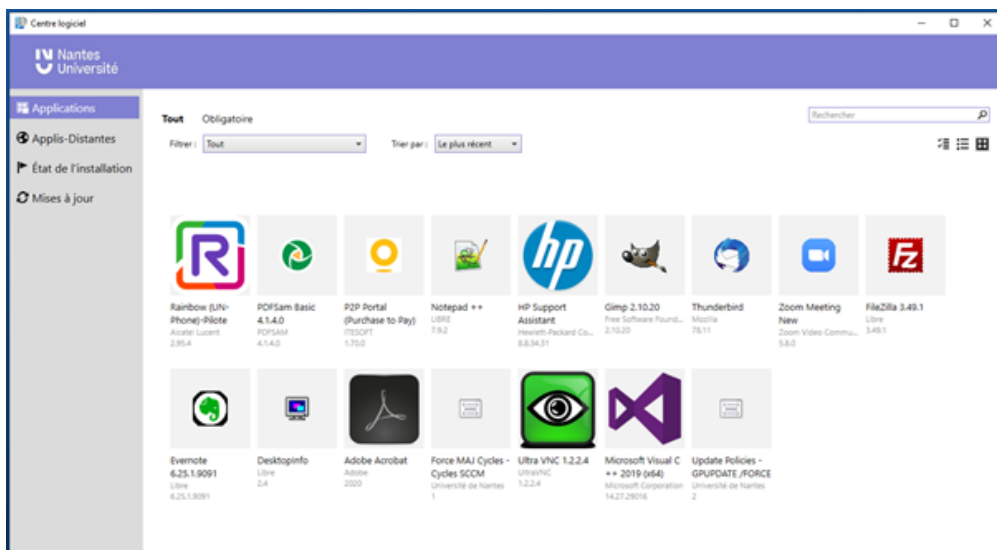 Centre logiciel
Nantes
Université
Applications
Applis-Distantes
État de l'installation
Mises à jour
Tout Obligatoire
Rechercher
Filtrer : Tout
Trier par : Le plus récent
Rainbow (UN-
Phone)-Pilote
Alcatel Lucent
2.95.4
PDFSam Basic
4.1.4.0
PDFSAM
4.1.4.0
P2P Portal
(Purchase to Pay)
ITESOFT
1.70.0
Notepad ++
LIBRE
7.9.2
hp
HP Support
Assistant
Hewlett-Packard Co...
8.8.34.31
Gimp 2.10.20
Free Software Found...
2.10.20
Thunderbird
Mozilla
78.11
Zoom Meeting
New
Zoom Video Commu...
5.8.0
Fz
FileZilla 3.49.1
Libre
3.49.1
Evernote
6.25.1.9091
Libre
6.25.1.9091
DesktopInfo
Libre
2.4
Adobe Acrobat
Adobe
2020
Force MAJ Cycles -
Cycles SCCM
Université de Nantes
1
Ultra VNC 1.2.2.4
UltraVNC
1.2.2.4
Microsoft Visual C
++ 2019 (x64)
Microsoft Corporation
14.27.29016
Update Policies -
GPUPDATE /FORCE
Université de Nantes
2